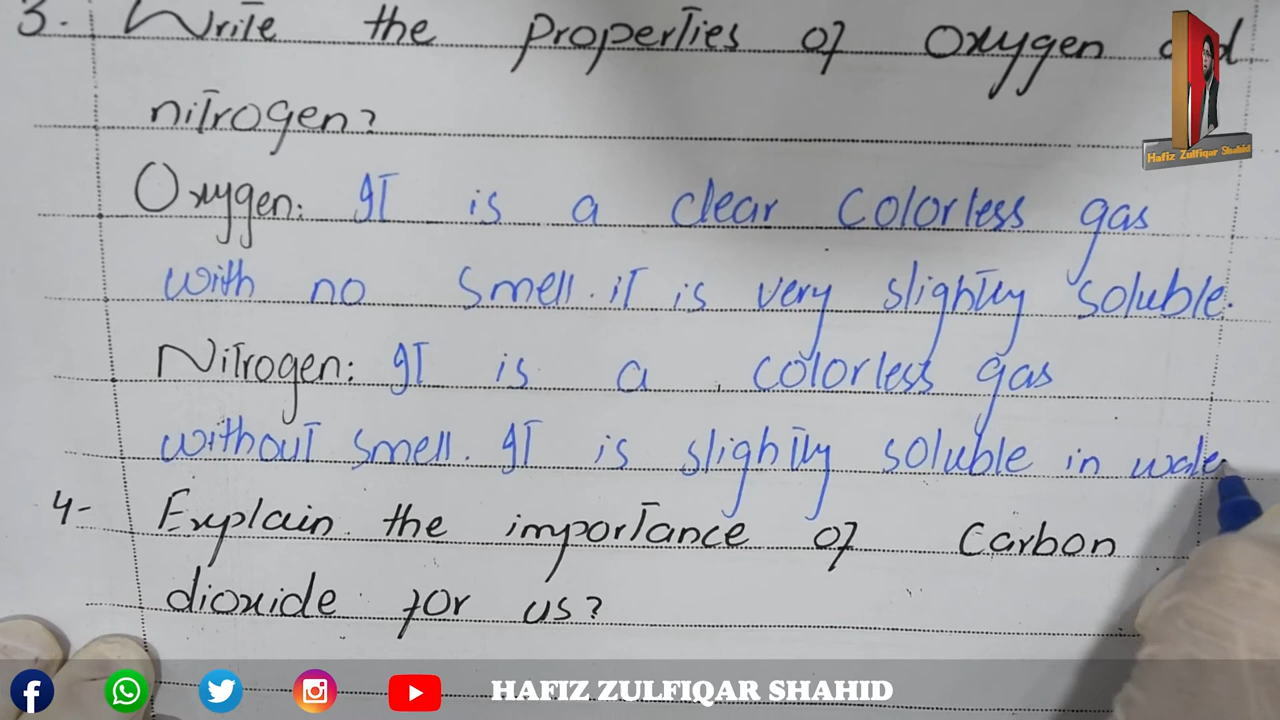 3. Write the properties of Oxygen and
nitrogen?
Oxygen: It is a clear Colorless gas
with no smell. it is very slightly soluble.
Nitrogen: It is a colorless gas
without smell. It is slightly soluble in wate
4- Explain the importance of Carbon
dioxide for us?
Hafiz Zulfiqar Shahid
HAFIZ ZULFIQAR SHAHID